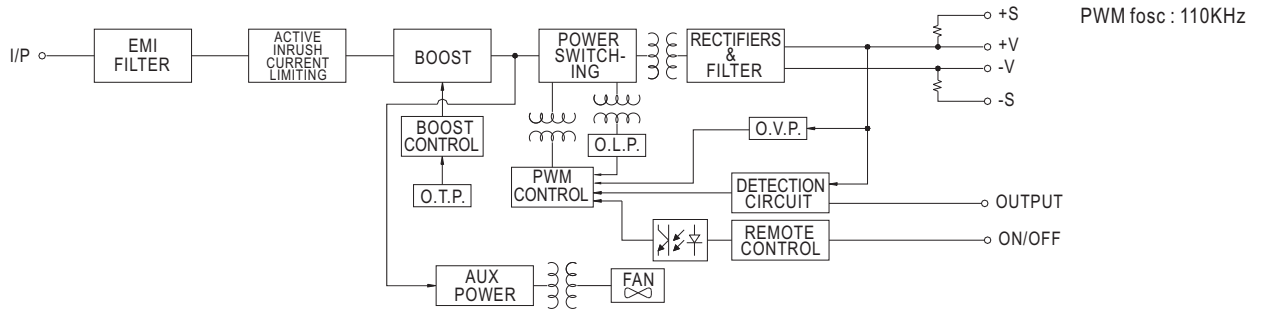 +S
PWM fosc : 110KHz
I/P
EMI
FILTER
ACTIVE
INRUSH
CURRENT
LIMITING
BOOST
POWER
SWITCH-
ING
RECTIFIERS
&
FILTER
+V
-V
-S
BOOST
CONTROL
O.L.P.
O.V.P.
O.T.P.
PWM
CONTROL
DETECTION
CIRCUIT
OUTPUT
REMOTE
CONTROL
ON/OFF
AUX
POWER
FAN